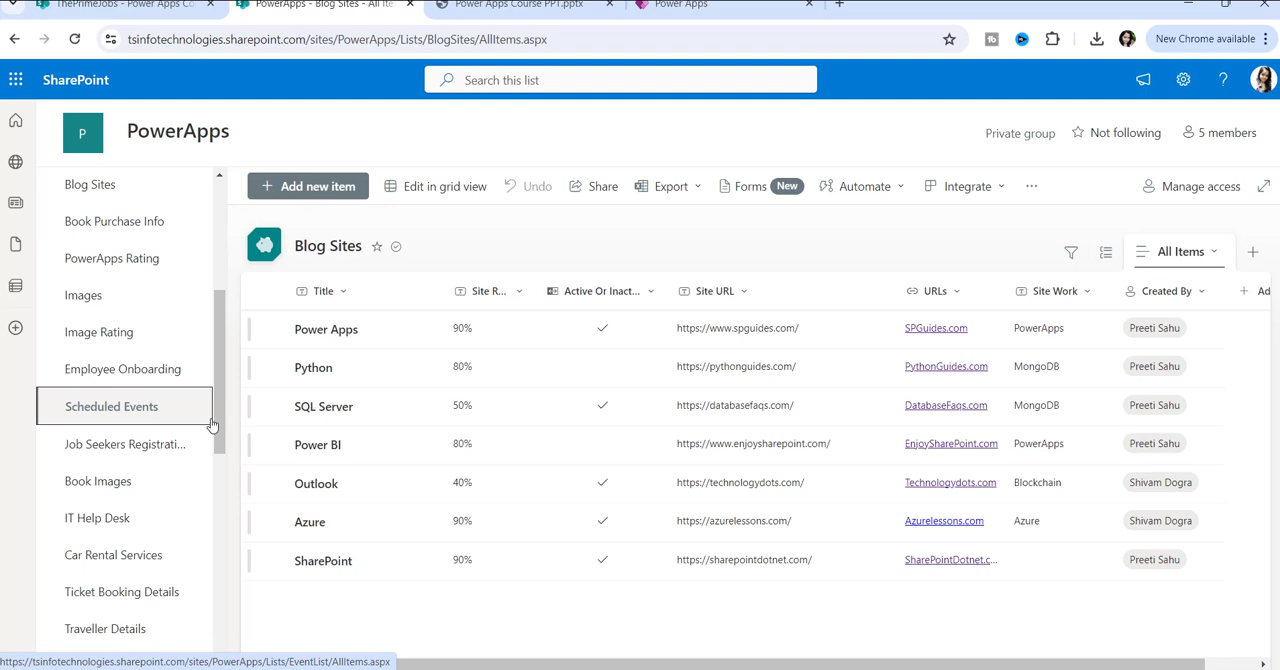 ThePrimeJobs - Power Apps Co
PowerApps - Blog Sites - All Ite
Power Apps Course PPT.pptx
Power Apps
tsinfotechnologies.sharepoint.com/sites/PowerApps/Lists/BlogSites/AllItems.aspx
New Chrome available
SharePoint
Search this list
P
PowerApps
Private group
Not following
5 members
Blog Sites
Book Purchase Info
PowerApps Rating
Images
Image Rating
Employee Onboarding
Scheduled Events
Job Seekers Registrati...
Book Images
IT Help Desk
Car Rental Services
Ticket Booking Details
Traveller Details
Add new item
Edit in grid view
Undo
Share
Export
Forms New
Automate
Integrate
Manage access
Blog Sites
All Items
Title Site R... Active Or Inact... Site URL URLs Site Work Created By Ad
Power Apps 90% https://www.spguides.com/ SPGuides.com PowerApps Preeti Sahu
Python 80% https://pythonguides.com/ PythonGuides.com MongoDB Preeti Sahu
SQL Server 50% https://databasefaqs.com/ DatabaseFaqs.com MongoDB Preeti Sahu
Power BI 80% https://www.enjoysharepoint.com/ EnjoySharePoint.com PowerApps Preeti Sahu
Outlook 40% https://technologydots.com/ Technologydots.com Blockchain Shivam Dogra
Azure 90% https://azurelessons.com/ Azurelessons.com Azure Shivam Dogra
SharePoint 90% https://sharepointdotnet.com/ SharePointDotnet.c... Preeti Sahu
https://tsinfotechnologies.sharepoint.com/sites/PowerApps/Lists/EventList/AllItems.aspx